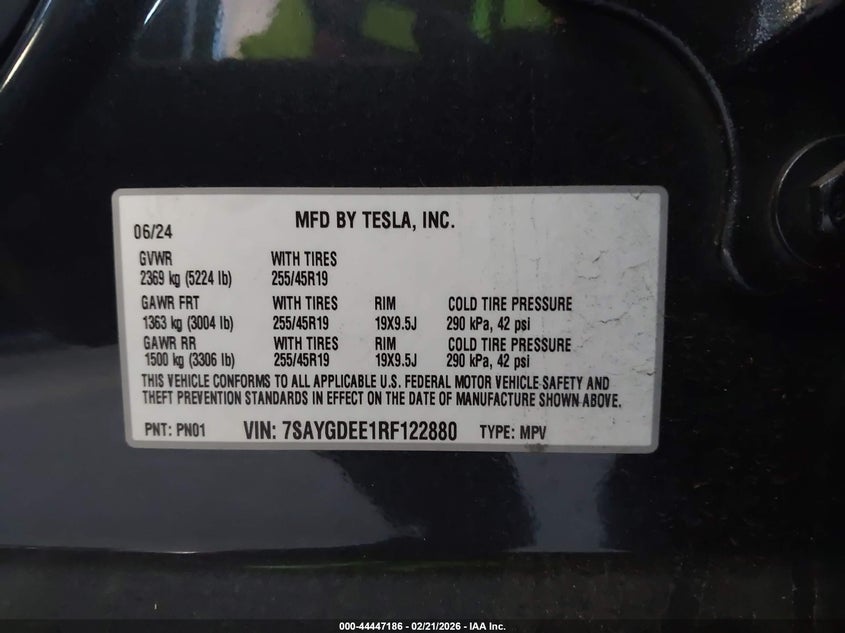 06/24 MFD BY TESLA, INC.
GVWR WITH TIRES
2369 kg (5224 lb) 255/45R19
GAWR FRT WITH TIRES RIM COLD TIRE PRESSURE
1363 kg (3004 lb) 255/45R19 19X9.5J 290 kPa, 42 psi
GAWR RR WITH TIRES RIM COLD TIRE PRESSURE
1500 kg (3306 lb) 255/45R19 19X9.5J 290 kPa, 42 psi
THIS VEHICLE CONFORMS TO ALL APPLICABLE U.S. FEDERAL MOTOR VEHICLE SAFETY AND
THEFT PREVENTION STANDARDS IN EFFECT ON THE DATE OF MANUFACTURE SHOWN ABOVE.
PNT: PN01 VIN: 7SAYGDEE1RF122880 TYPE: MPV
000-44447186 - 02/21/2026 - IAA Inc.